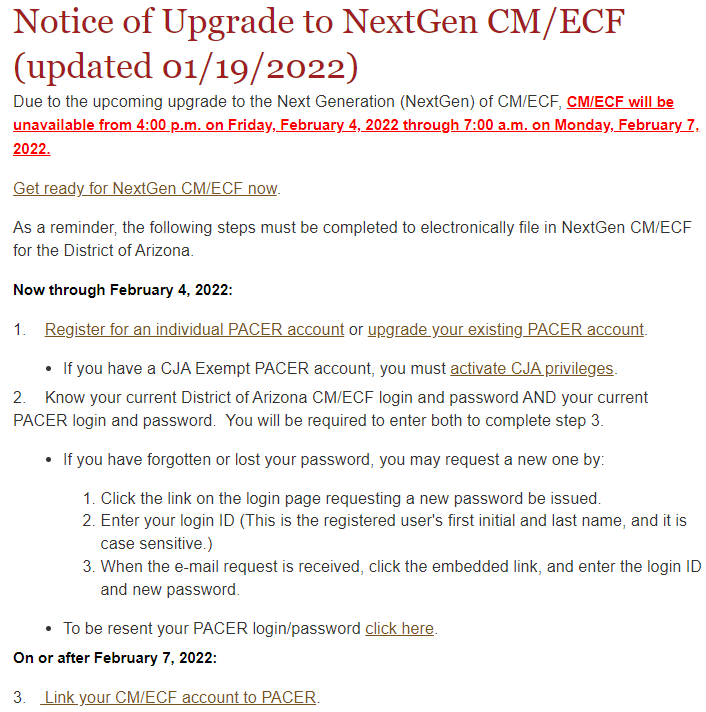 Notice of Upgrade to NextGen CM/ECF
(updated 01/19/2022)
Due to the upcoming upgrade to the Next Generation (NextGen) of CM/ECF, CM/ECF will be
unavailable from 4:00 p.m. on Friday, February 4, 2022 through 7:00 a.m. on Monday, February 7,
2022.
Get ready for NextGen CM/ECF now.
As a reminder, the following steps must be completed to electronically file in NextGen CM/ECF
for the District of Arizona.
Now through February 4, 2022:
1. Register for an individual PACER account or upgrade your existing PACER account.
• If you have a CJA Exempt PACER account, you must activate CJA privileges.
2. Know your current District of Arizona CM/ECF login and password AND your current
PACER login and password. You will be required to enter both to complete step 3.
• If you have forgotten or lost your password, you may request a new one by:
1. Click the link on the login page requesting a new password be issued.
2. Enter your login ID (This is the registered user's first initial and last name, and it is
case sensitive.)
3. When the e-mail request is received, click the embedded link, and enter the login ID
and new password.
• To be resent your PACER login/password click here.
On or after February 7, 2022:
3. Link your CM/ECF account to PACER.